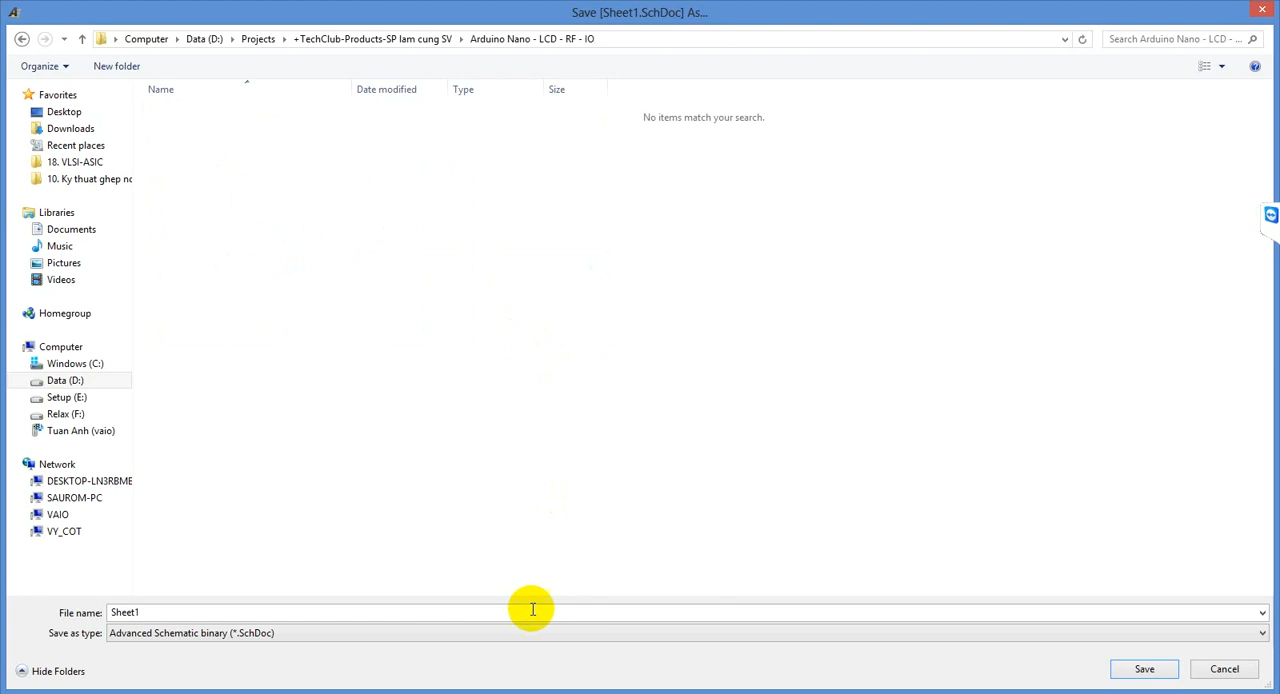 Save [Sheet1.SchDoc] As...
Computer Data (D:) Projects +TechClub-Products-SP lam cung SV Arduino Nano - LCD - RF - IO
Search Arduino Nano - LCD - ...
Organize New folder
Name Date modified Type Size
No items match your search.
Favorites
Desktop
Downloads
Recent places
18. VLSI-ASIC
10. Ky thuat ghep no
Libraries
Documents
Music
Pictures
Videos
Homegroup
Computer
Windows (C:)
Data (D:)
Setup (E:)
Relax (F:)
Tuan Anh (vaio)
Network
DESKTOP-LN3RBME
SAUROM-PC
VAIO
VY_COT
File name: Sheet1
Save as type: Advanced Schematic binary (*.SchDoc)
Hide Folders Save Cancel